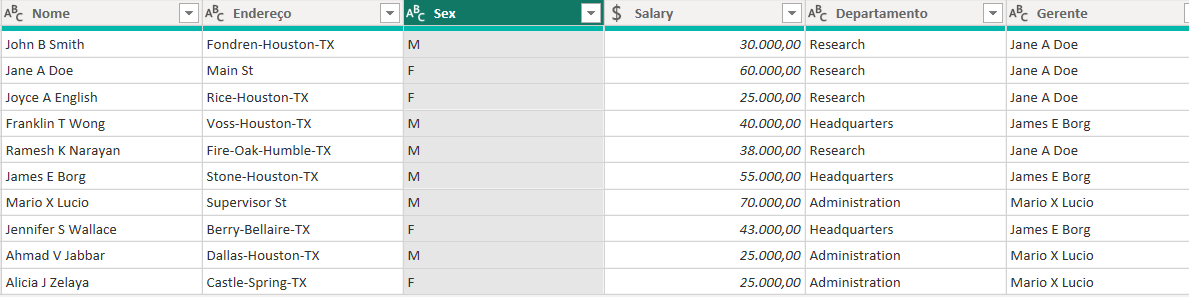 ABC Nome ABC Endereço ABC Sex $ Salary ABC Departamento ABC Gerente
John B Smith Fondren-Houston-TX M 30.000,00 Research Jane A Doe
Jane A Doe Main St F 60.000,00 Research Jane A Doe
Joyce A English Rice-Houston-TX F 25.000,00 Research Jane A Doe
Franklin T Wong Voss-Houston-TX M 40.000,00 Headquarters James E Borg
Ramesh K Narayan Fire-Oak-Humble-TX M 38.000,00 Research Jane A Doe
James E Borg Stone-Houston-TX M 55.000,00 Headquarters James E Borg
Mario X Lucio Supervisor St M 70.000,00 Administration Mario X Lucio
Jennifer S Wallace Berry-Bellaire-TX F 43.000,00 Headquarters James E Borg
Ahmad V Jabbar Dallas-Houston-TX M 25.000,00 Administration Mario X Lucio
Alicia J Zelaya Castle-Spring-TX F 25.000,00 Administration Mario X Lucio